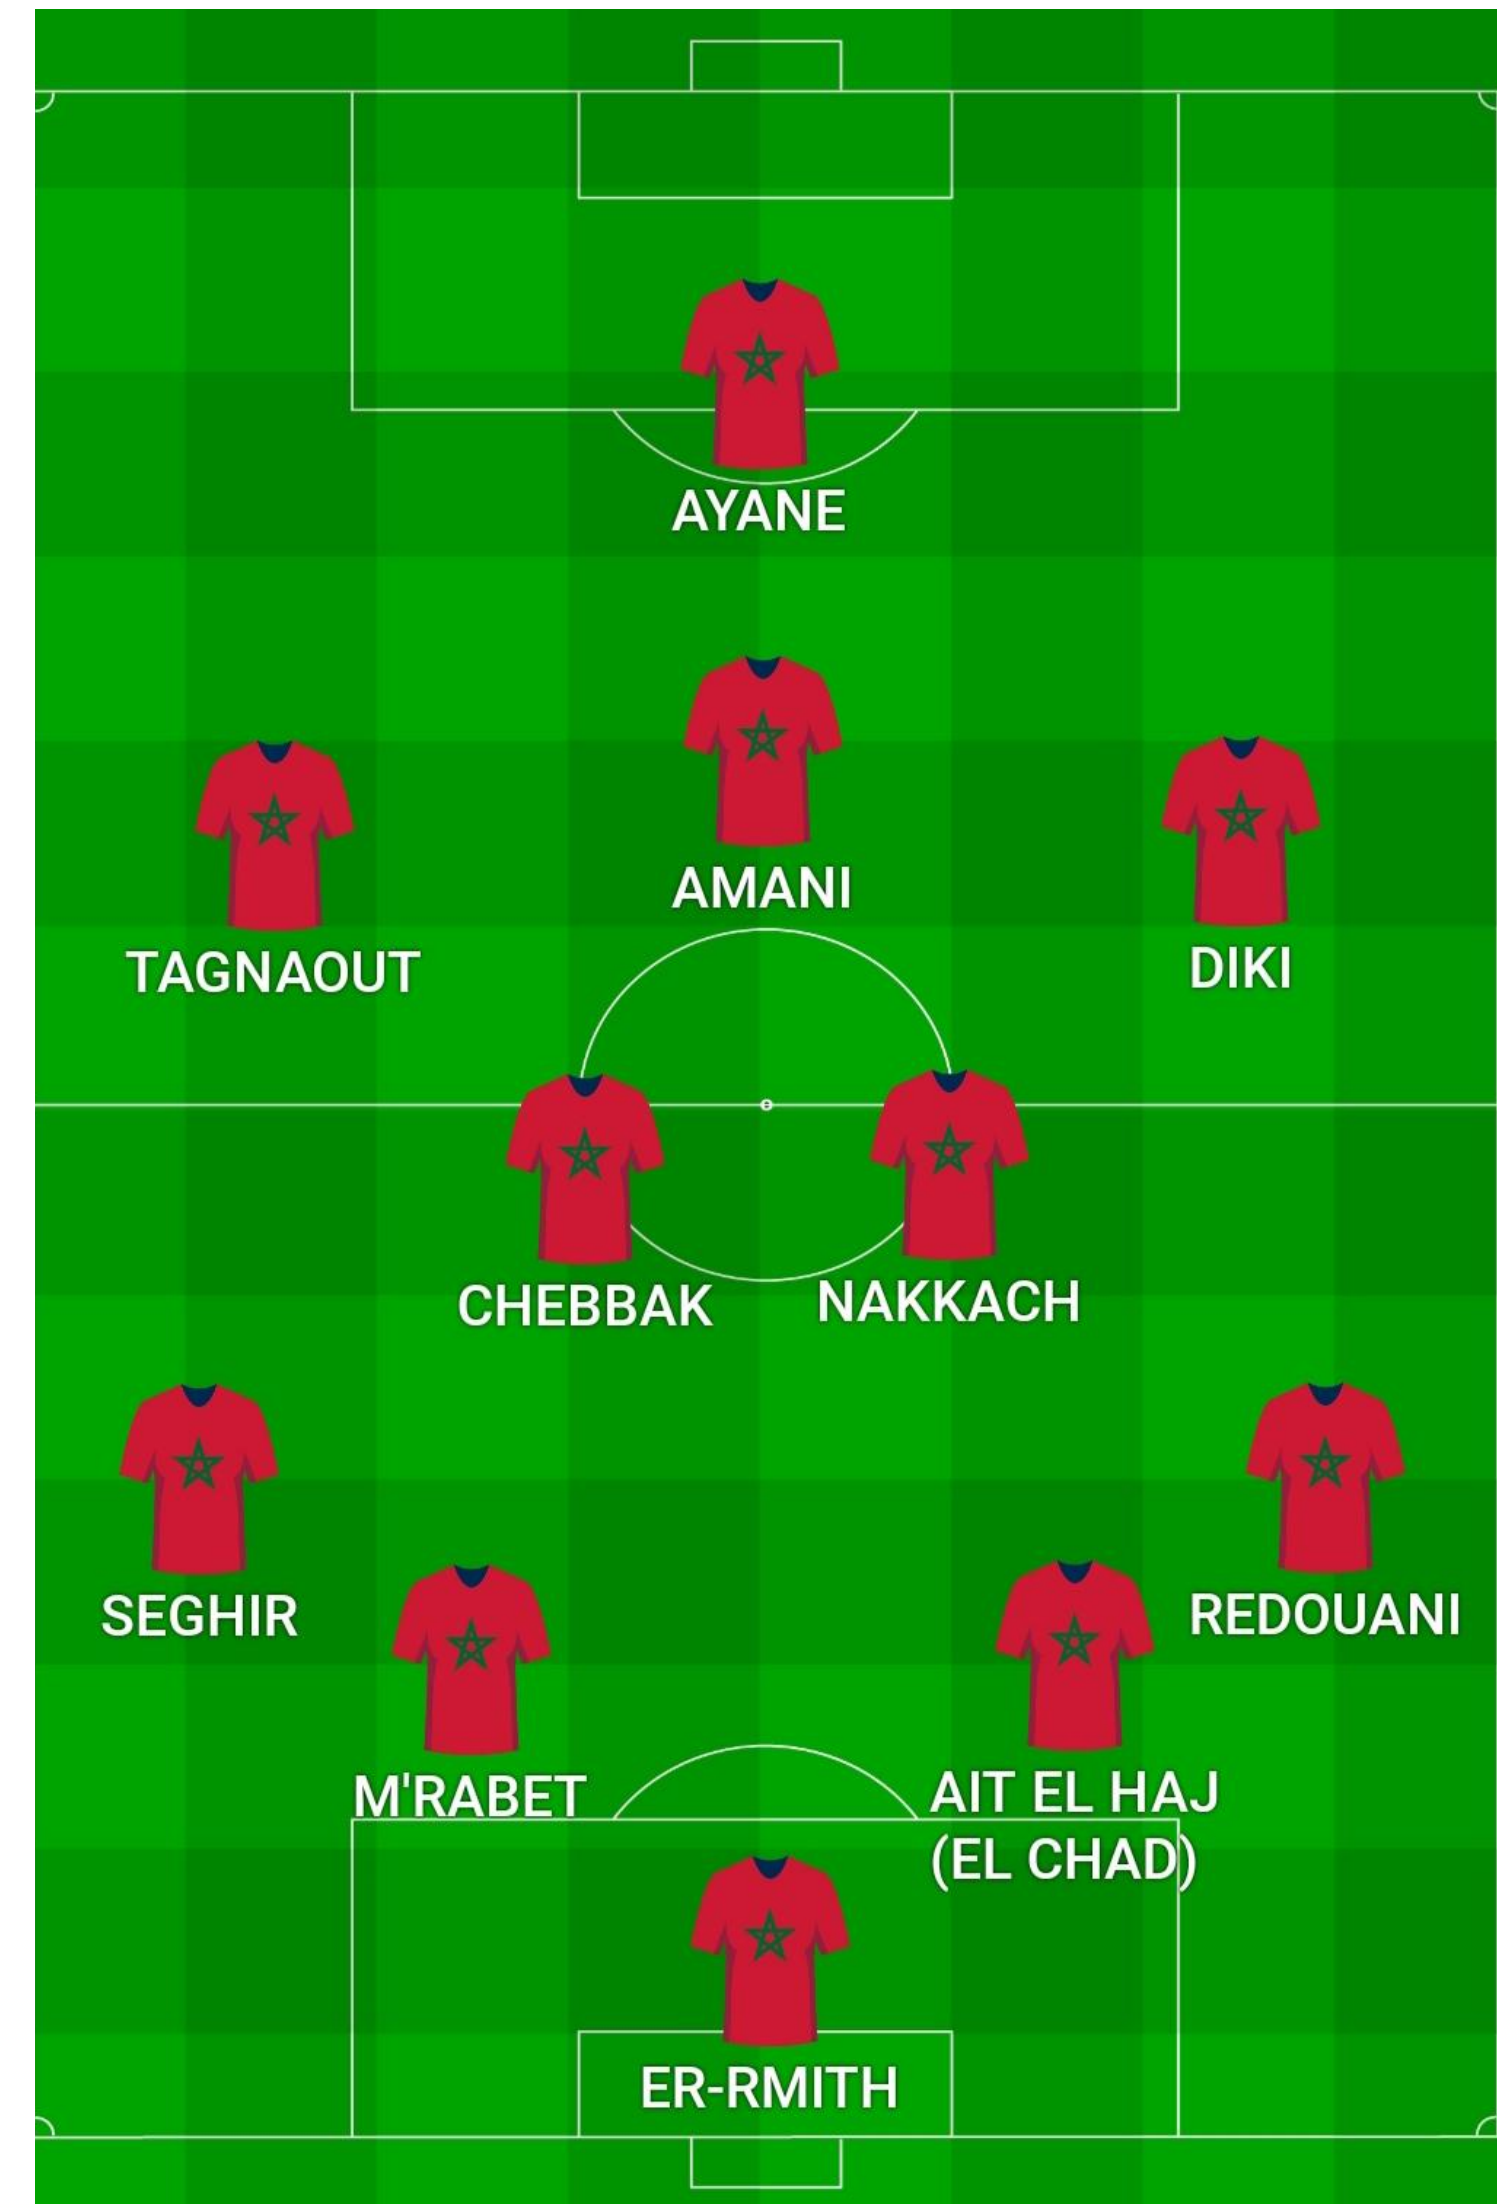 AYANE
AMANI
TAGNAOUT
DIKI
CHEBBAK
NAKKACH
SEGHIR
REDOUANI
M'RABET
AIT EL HAJ
(EL CHAD)
ER-RMITH